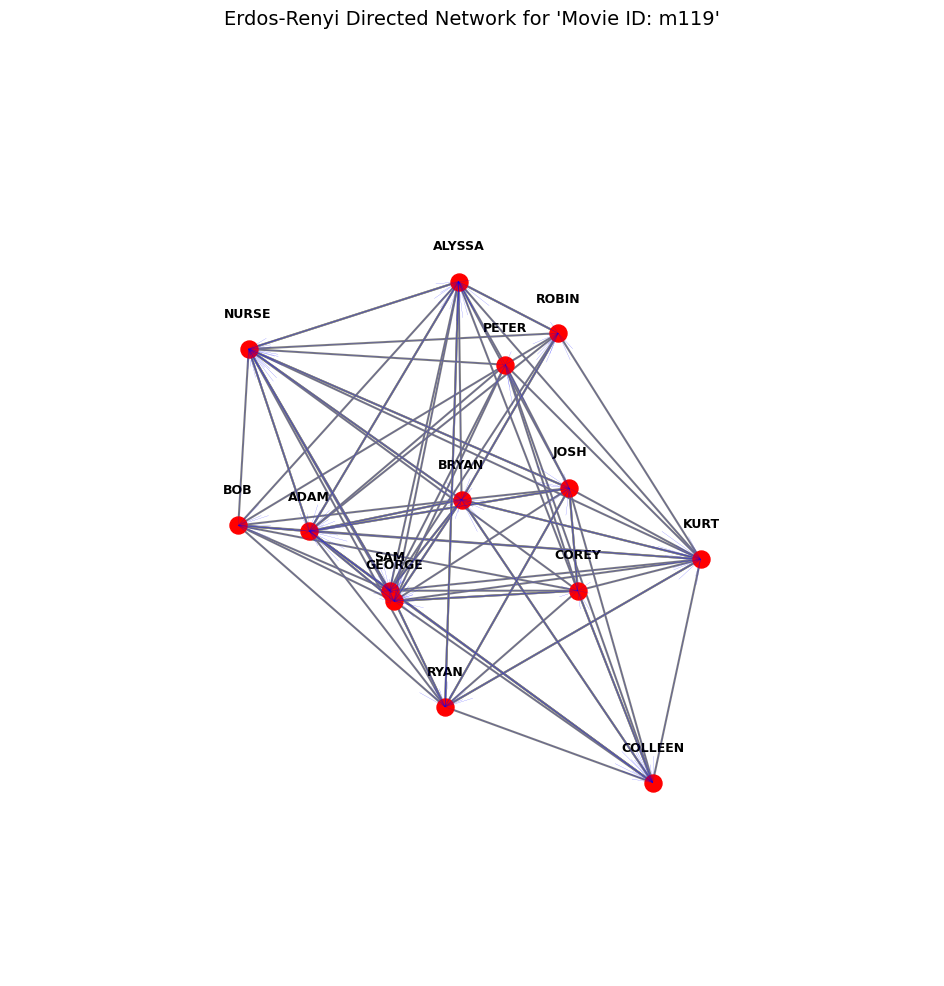 Erdos-Renyi Directed Network for 'Movie ID: m119'
ALYSSA
ROBIN
NURSE
PETER
JOSH
BRYAN
BOB
ADAM
KURT
SAM
COREY
GEORGE
RYAN
COLLEEN